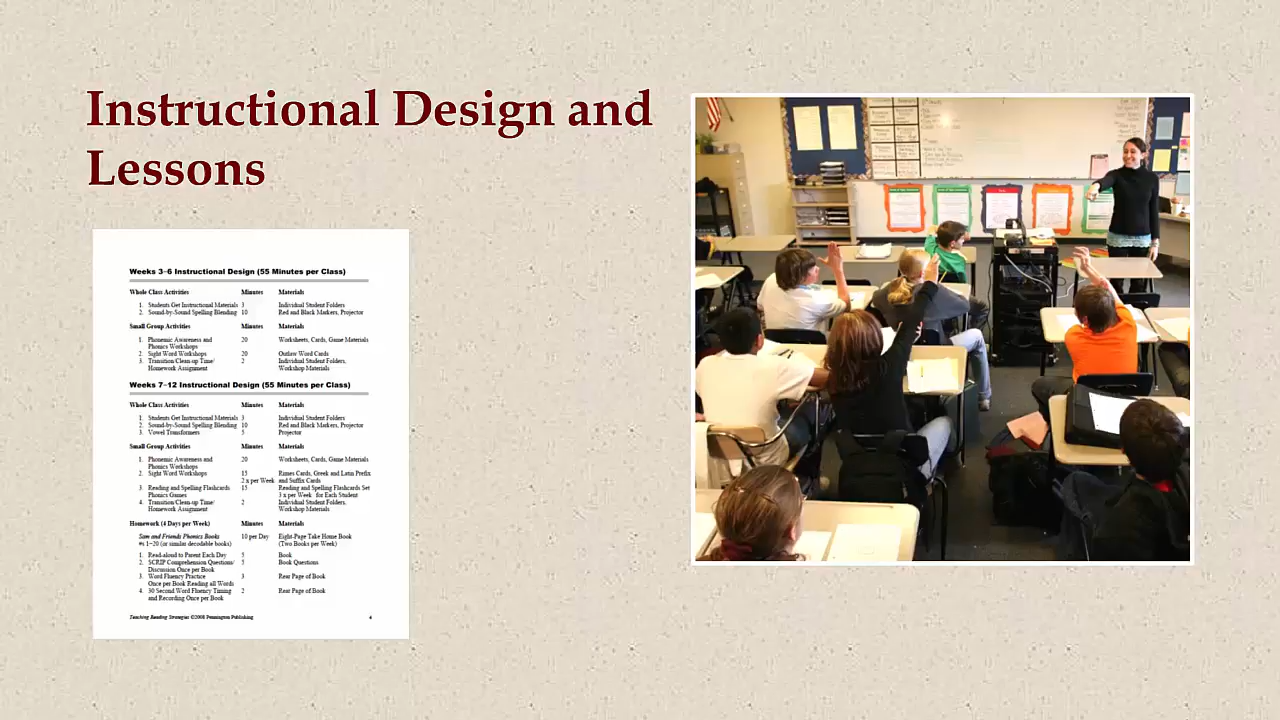 Instructional Design and
Lessons
Weeks 3–6 Instructional Design (55 Minutes per Class)
Whole Class Activities Minutes Materials
1. Students Get Instructional Materials 3 Individual Student Folders
2. Sound-by-Sound Spelling Blending 10 Red and Black Markers, Projector
Small Group Activities Minutes Materials
1. Phonemic Awareness and 20 Worksheets, Cards, Game Materials
Phonics Workshops
2. Sight Word Workshops 20 Outlaw Word Cards
3. Transition Clean-up Time/ 2 Individual Student Folders,
Homework Assignment Workshop Materials
Weeks 7–12 Instructional Design (55 Minutes per Class)
Whole Class Activities Minutes Materials
1. Students Get Instructional Materials 3 Individual Student Folders
2. Sound-by-Sound Spelling Blending 10 Red and Black Markers, Projector
3. Vowel Transformers 5 Projector
Small Group Activities Minutes Materials
1. Phonemic Awareness and 20 Worksheets, Cards, Game Materials
Phonics Workshops
2. Sight Word Workshops 15 Rimes Cards, Greek and Latin Prefix
2 x per Week and Suffix Cards
3. Reading and Spelling Flashcards 15 Reading and Spelling Flashcards Set
Phonics Games 3 x per Week for Each Student
4. Transition Clean-up Time/ 2 Individual Student Folders,
Homework Assignment Workshop Materials
Homework (4 Days per Week) Minutes Materials
Sam and Friends Phonics Books 10 per Day Eight-Page Take Home Book
#s 1–20 (or similar decodable books) (Two Books per Week)
1. Read-aloud to Parent Each Day 5 Book
2. SCRIP Comprehension Questions/ 5 Book Questions
Discussion Once per Book
3. Word Fluency Practice 3 Rear Page of Book
Once per Book Reading all Words
4. 30 Second Word Fluency Timing 2 Rear Page of Book
and Recording Once per Book
Teaching Reading Strategies ©2008 Pennington Publishing 4